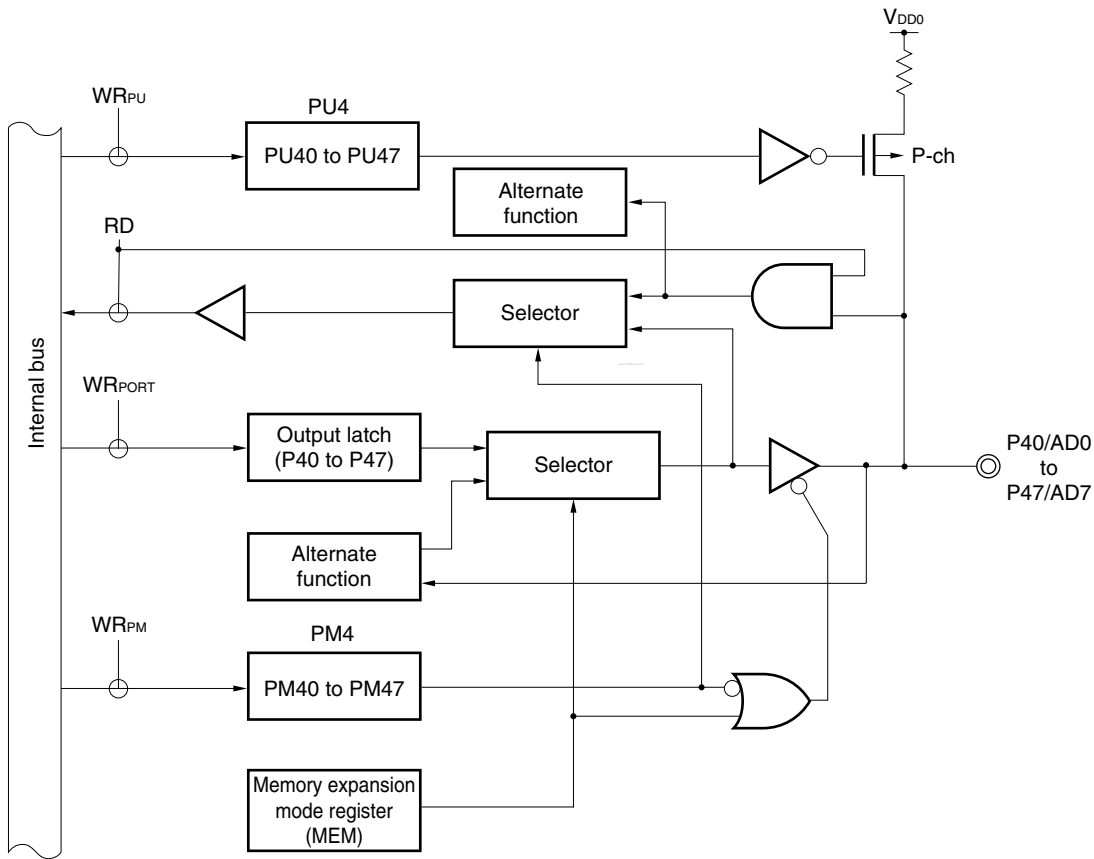 VDD0
WRPU
PU4
PU40 to PU47
P-ch
Alternate
function
RD
Selector
Internal bus
WRPORT
Output latch
(P40 to P47)
Selector
P40/AD0
to
P47/AD7
Alternate
function
WRPM
PM4
PM40 to PM47
Memory expansion
mode register
(MEM)